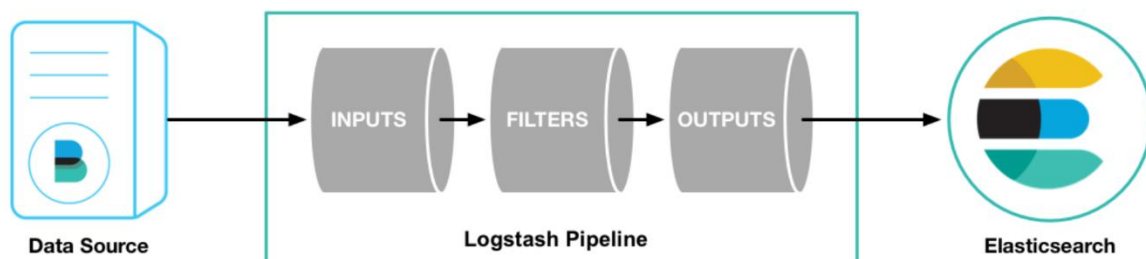 INPUTS
FILTERS
OUTPUTS
Data Source
Logstash Pipeline
Elasticsearch